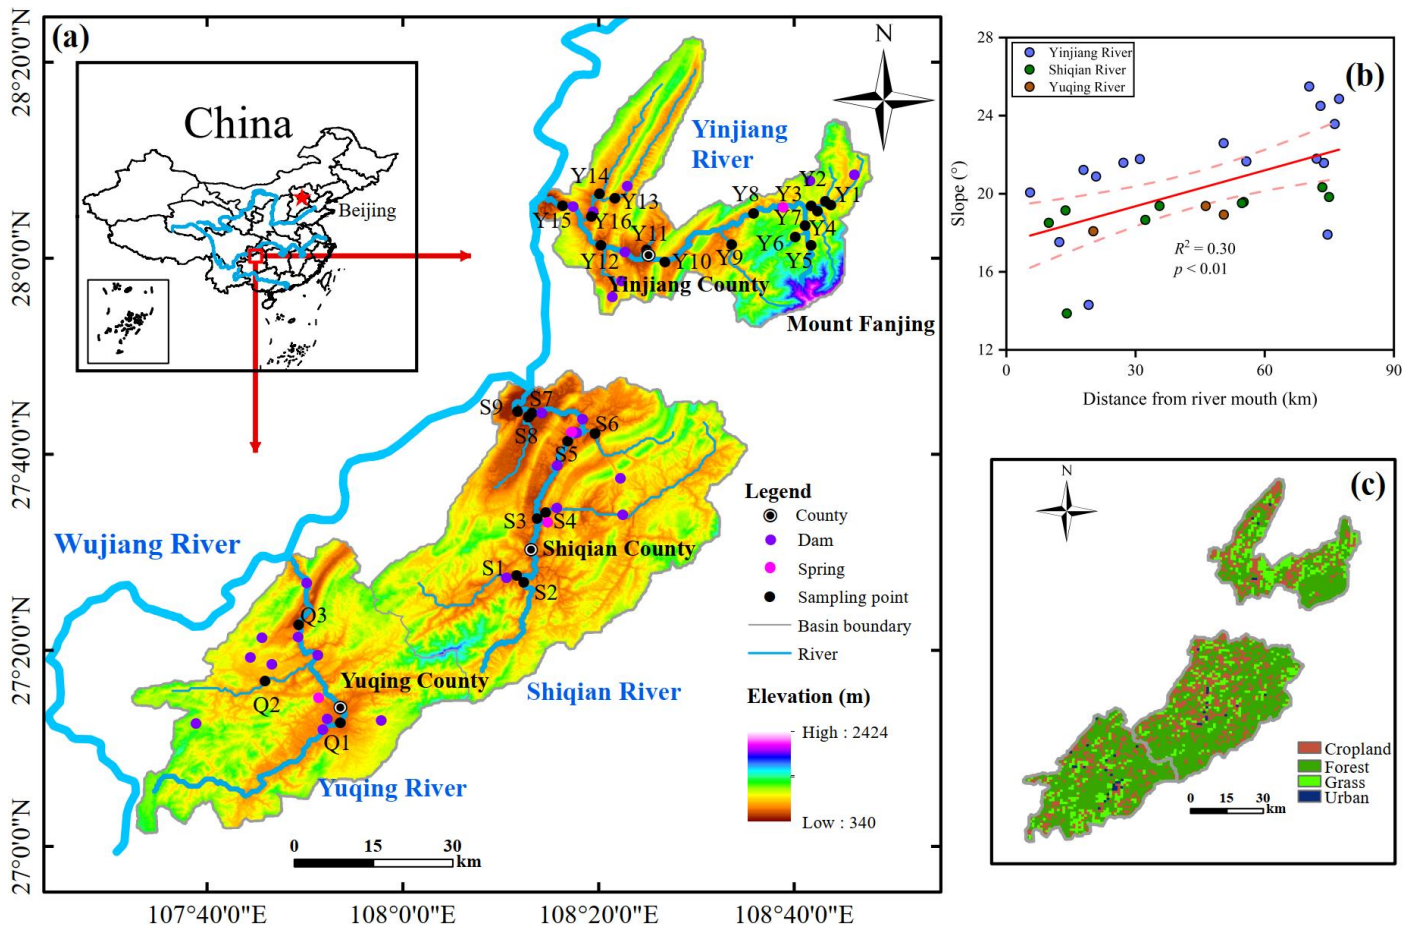 (a)
28°20'0"N
28°0'0"N
27°40'0"N
27°20'0"N
27°0'0"N
107°40'0"E
108°0'0"E
108°20'0"E
108°40'0"E
China
Beijing
N
Yinjiang
River
Y14
Y13
Y15
Y16
Y12
Y11
Y10
Y8
Y9
Y3
Y2
Y1
Y7
Y4
Y6
Y5
Yinjiang County
Mount Fanjing
S9
S7
S8
S6
S5
S3
S4
Shiqian County
S1
S2
Wujiang River
Q3
Yuqing County
Q2
Q1
Shiqian River
Yuqing River
Legend
County
Dam
Spring
Sampling point
Basin boundary
River
Elevation (m)
High : 2424
Low : 340
0 15 30
km
(b)
Yinjiang River
Shiqian River
Yuqing River
Slope (°)
28
24
20
16
12
R² = 0.30
p < 0.01
0 30 60 90
Distance from river mouth (km)
(c)
N
Cropland
Forest
Grass
Urban
0 15 30
km